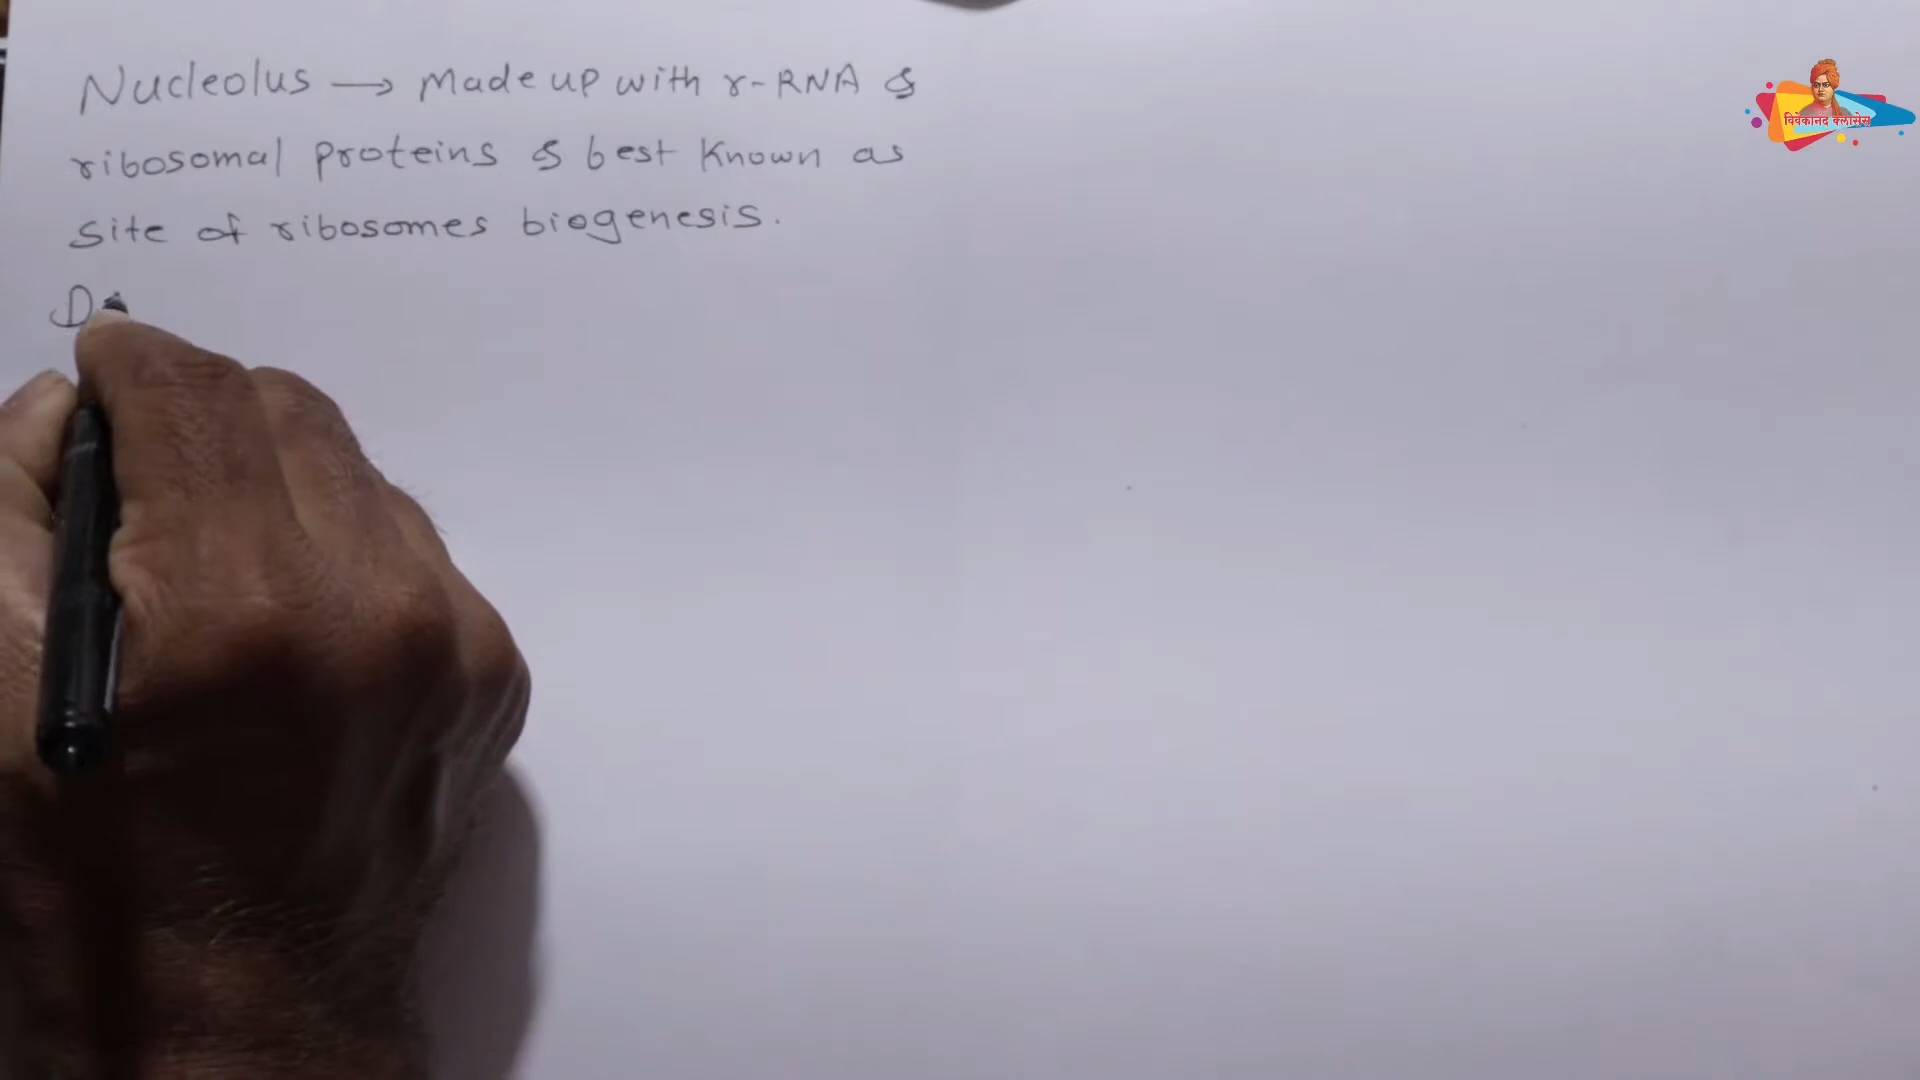 Nucleolus → Made up with r-RNA &
ribosomal proteins & best known as
site of ribosomes biogenesis.
विवेकानंद क्लासेस